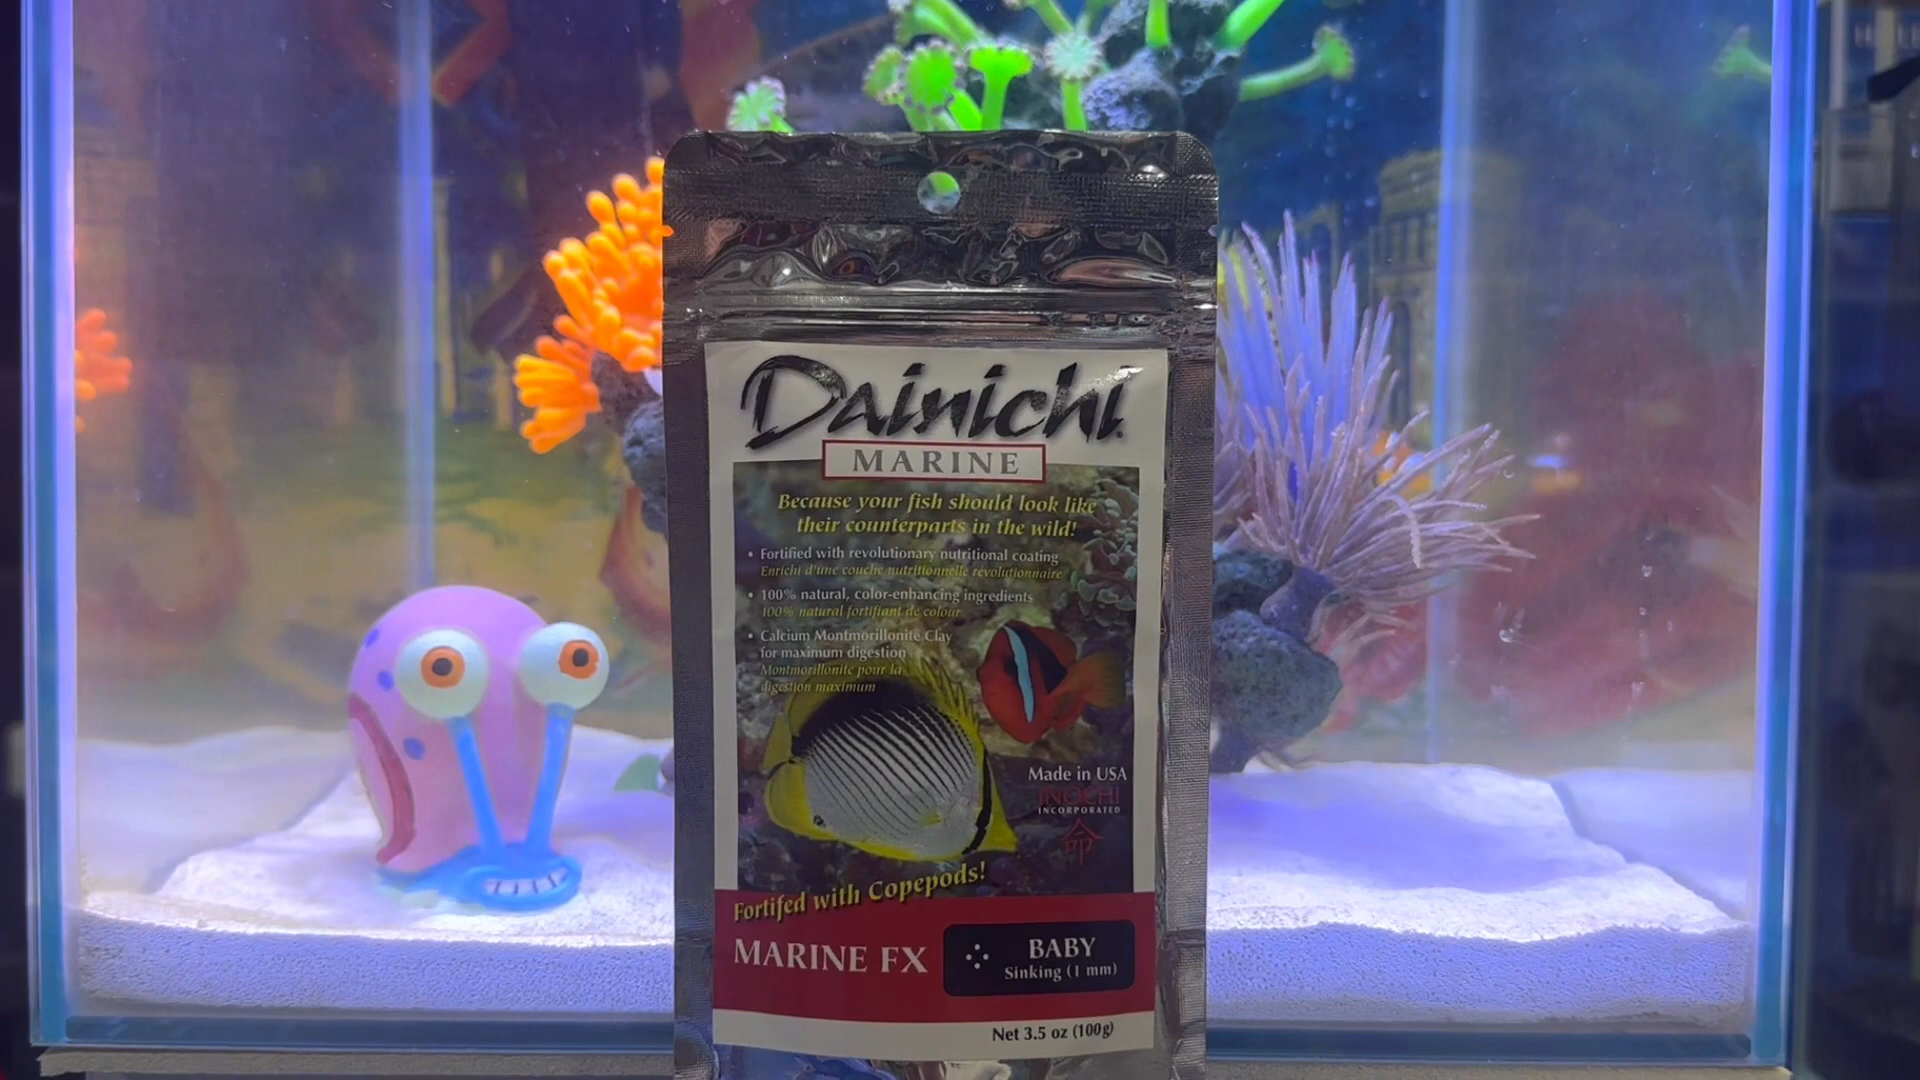 Dainichi
MARINE
Because your fish should look like
their counterparts in the wild!
• Fortified with revolutionary nutritional coating
Enrichi d'une couche nutritionnelle revolutionnaire
• 100% natural, color-enhancing ingredients
100% natural fortifiant de colour
• Calcium Montmorillonite Clay
for maximum digestion
Montmorillonite pour la
digestion maximum
Made in USA
INOCHI
INCORPORATED
命
Fortifed with Copepods!
MARINE FX
BABY
Sinking (1 mm)
Net 3.5 oz (100g)